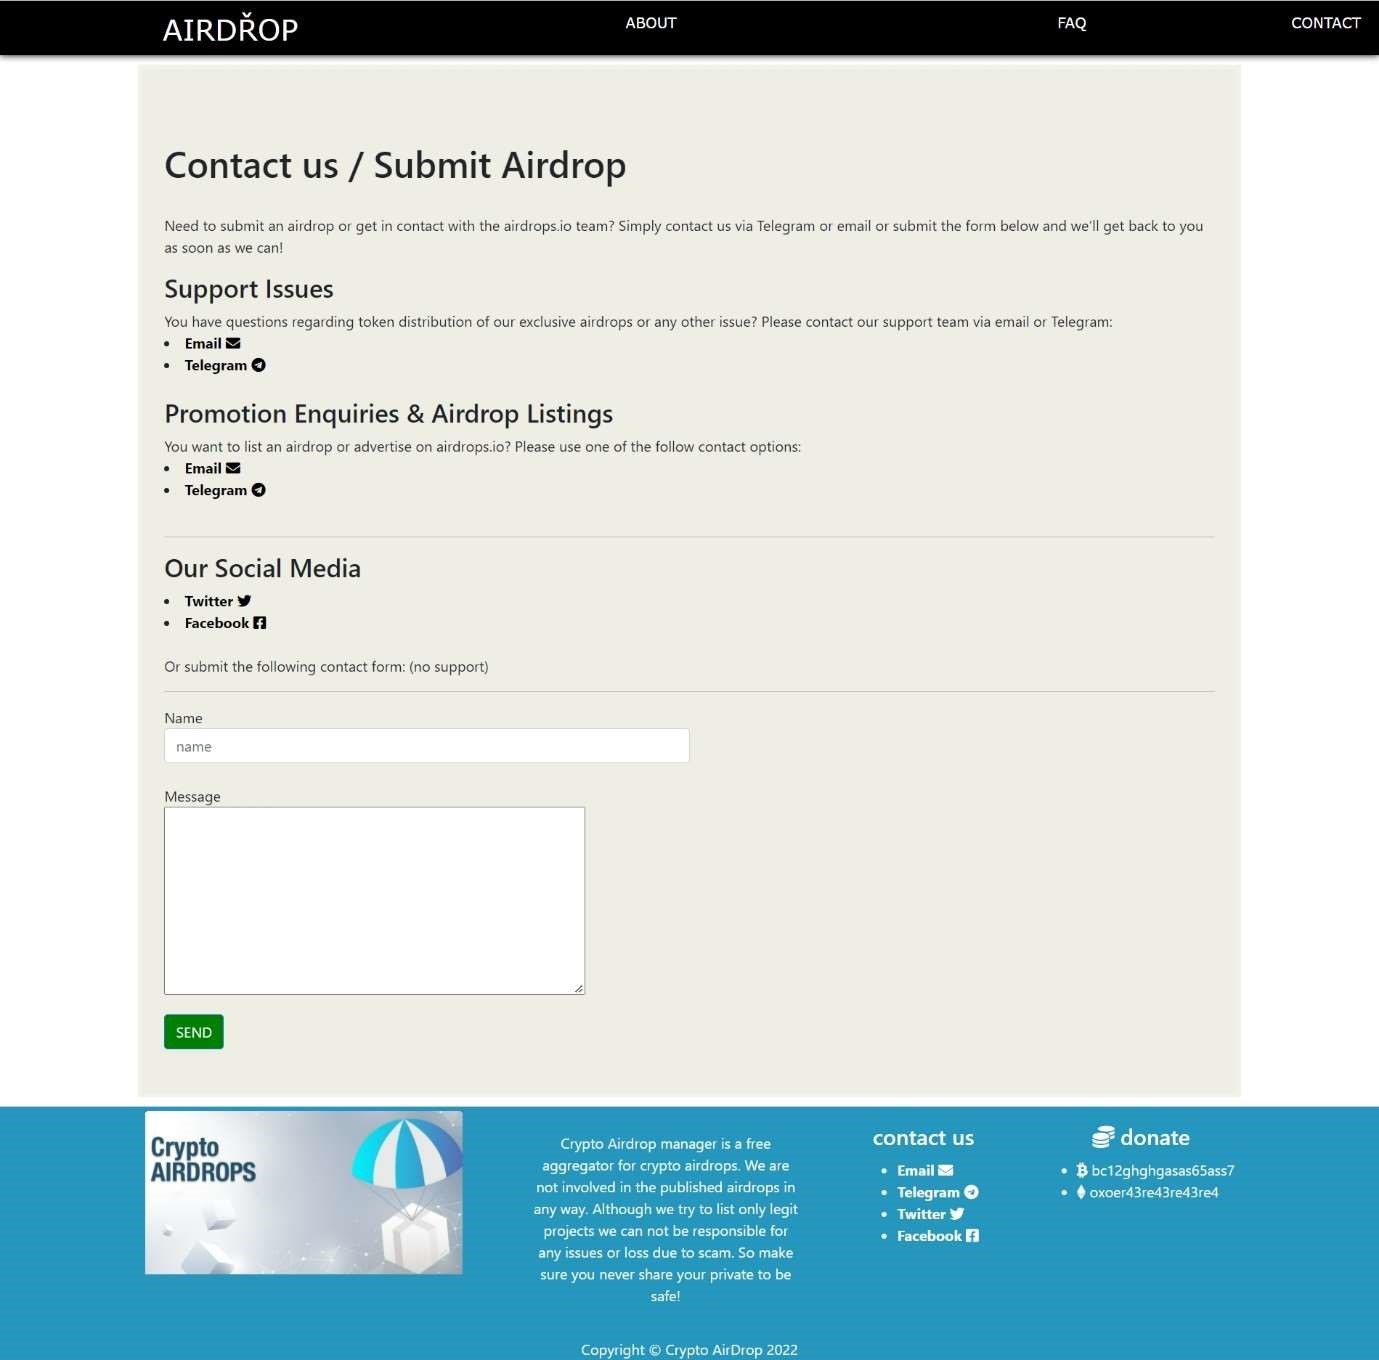 AIRDŘOP
ABOUT
FAQ
CONTACT
Contact us / Submit Airdrop
Need to submit an airdrop or get in contact with the airdrops.io team? Simply contact us via Telegram or email or submit the form below and we'll get back to you
as soon as we can!
Support Issues
You have questions regarding token distribution of our exclusive airdrops or any other issue? Please contact our support team via email or Telegram:
Email
Telegram
Promotion Enquiries & Airdrop Listings
You want to list an airdrop or advertise on airdrops.io? Please use one of the follow contact options:
Email
Telegram
Our Social Media
Twitter
Facebook
Or submit the following contact form: (no support)
Name
name
Message
SEND
Crypto
AIRDROPS
Crypto Airdrop manager is a free
aggregator for crypto airdrops. We are
not involved in the published airdrops in
any way. Although we try to list only legit
projects we can not be responsible for
any issues or loss due to scam. So make
sure you never share your private to be
safe!
contact us
Email
Telegram
Twitter
Facebook
donate
bc12ghghgasas65ass7
oxoer43re43re43re4
Copyright © Crypto AirDrop 2022